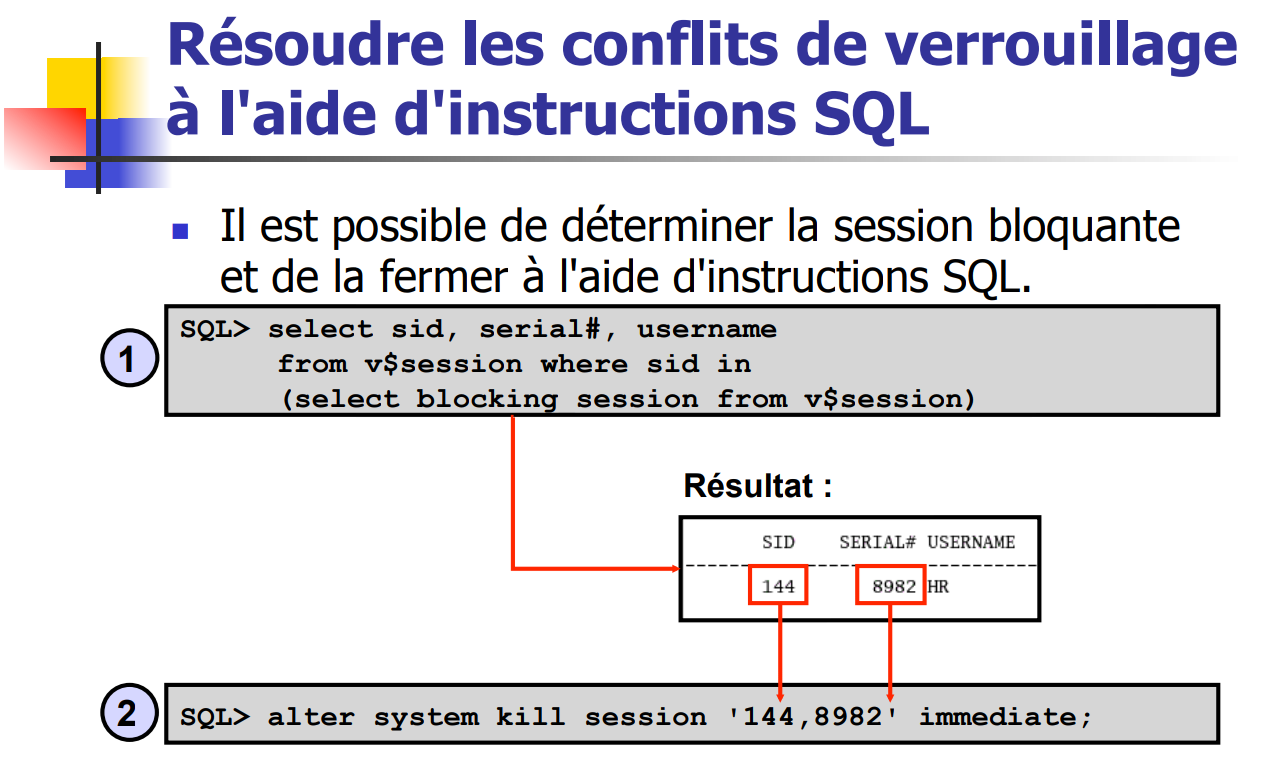 Résoudre les conflits de verrouillage
à l'aide d'instructions SQL
Il est possible de déterminer la session bloquante
et de la fermer à l'aide d'instructions SQL.
1
SQL> select sid, serial#, username
from v$session where sid in
(select blocking session from v$session)
Résultat :
SID SERIAL# USERNAME
144 8982 HR
2
SQL> alter system kill session '144,8982' immediate;